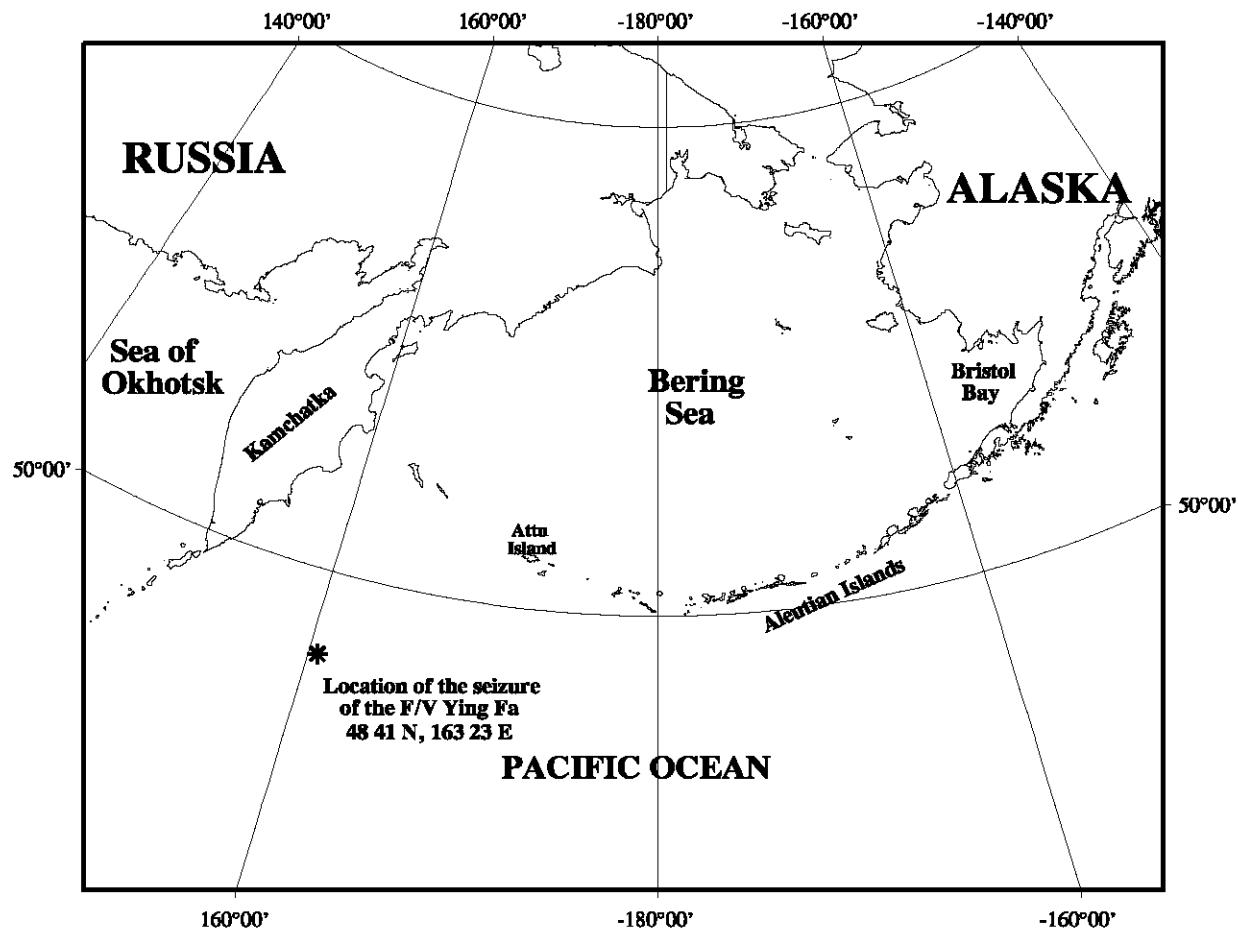 140°00’ 160°00’ -180°00’ -160°00’ -140°00’
RUSSIA
ALASKA
Sea of
Okhotsk
Kamchatka
Bering
Sea
Bristol
Bay
50°00’
50°00’
Attu
Island
Aleutian Islands
Location of the seizure
of the F/V Ying Fa
48 41 N, 163 23 E
PACIFIC OCEAN
160°00’ -180°00’ -160°00’